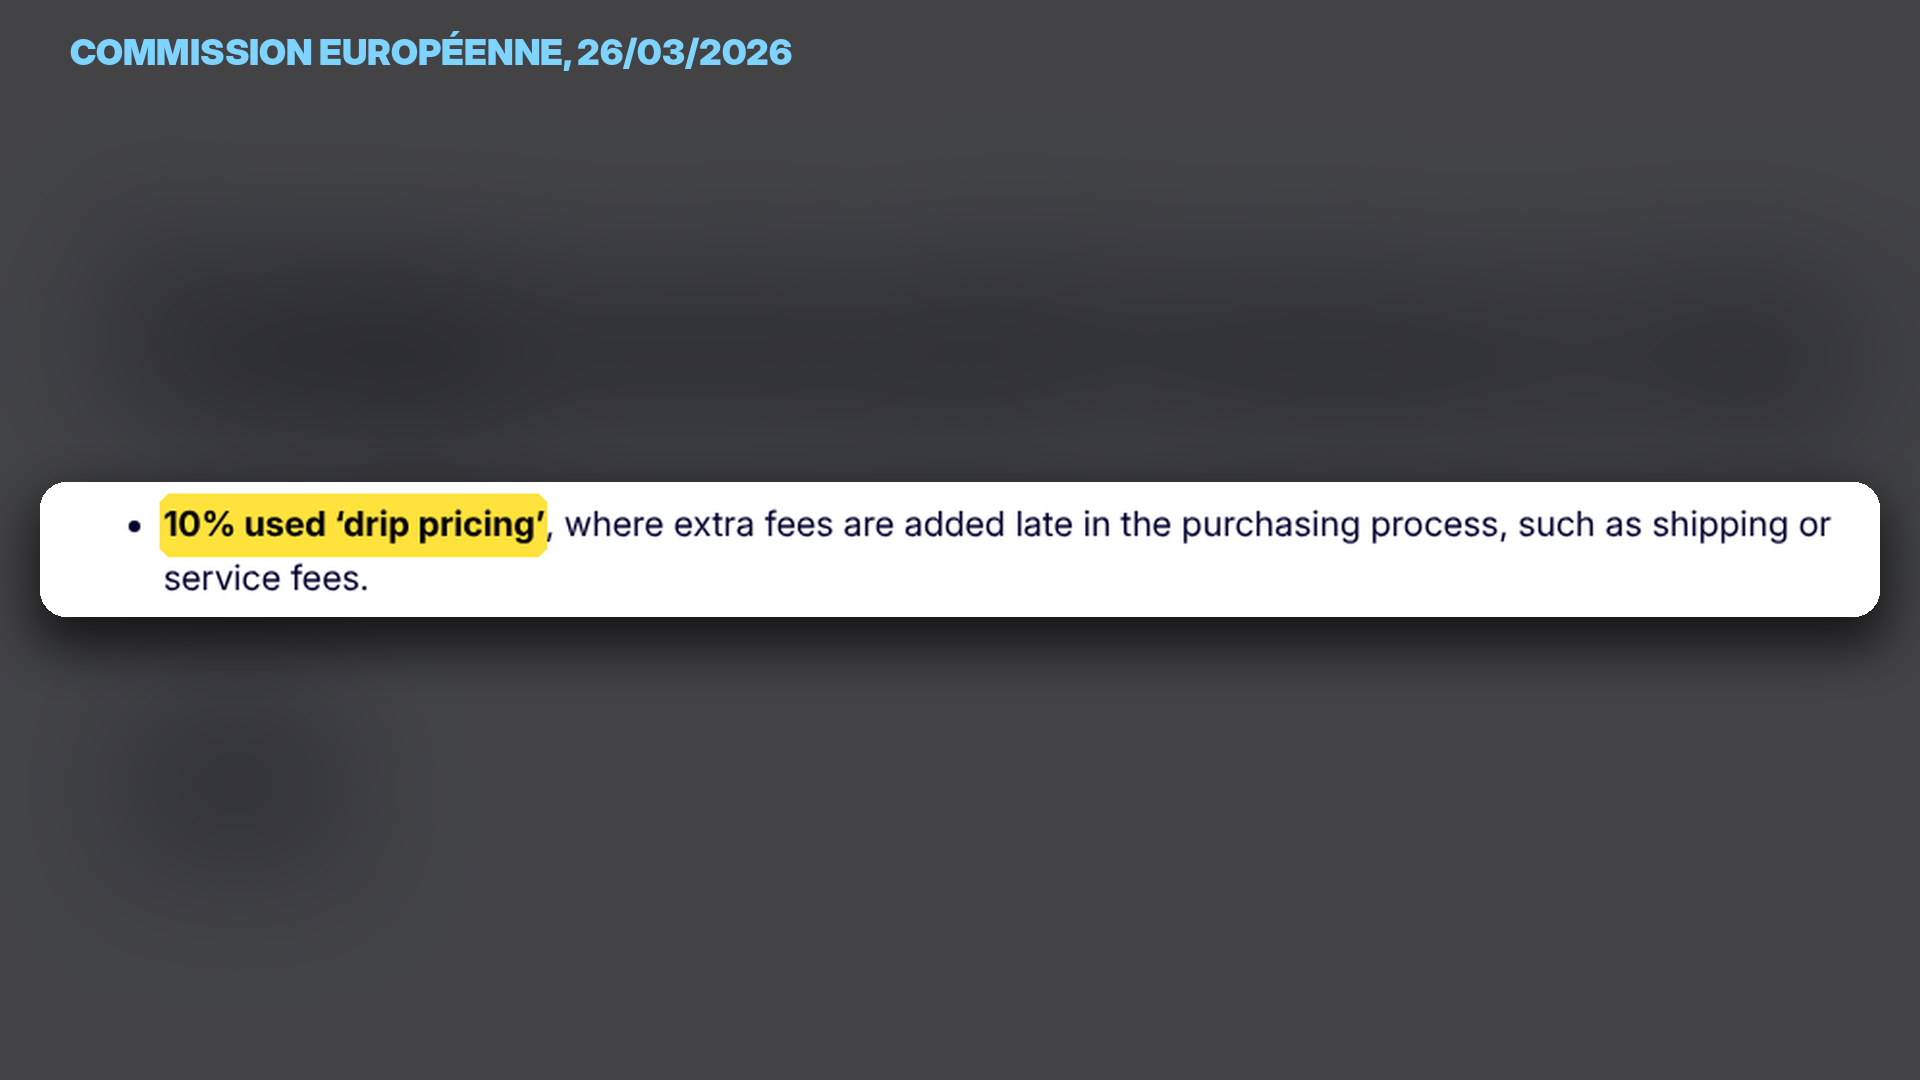 COMMISSION EUROPÉENNE, 26/03/2026
• 10% used ‘drip pricing’, where extra fees are added late in the purchasing process, such as shipping or
service fees.